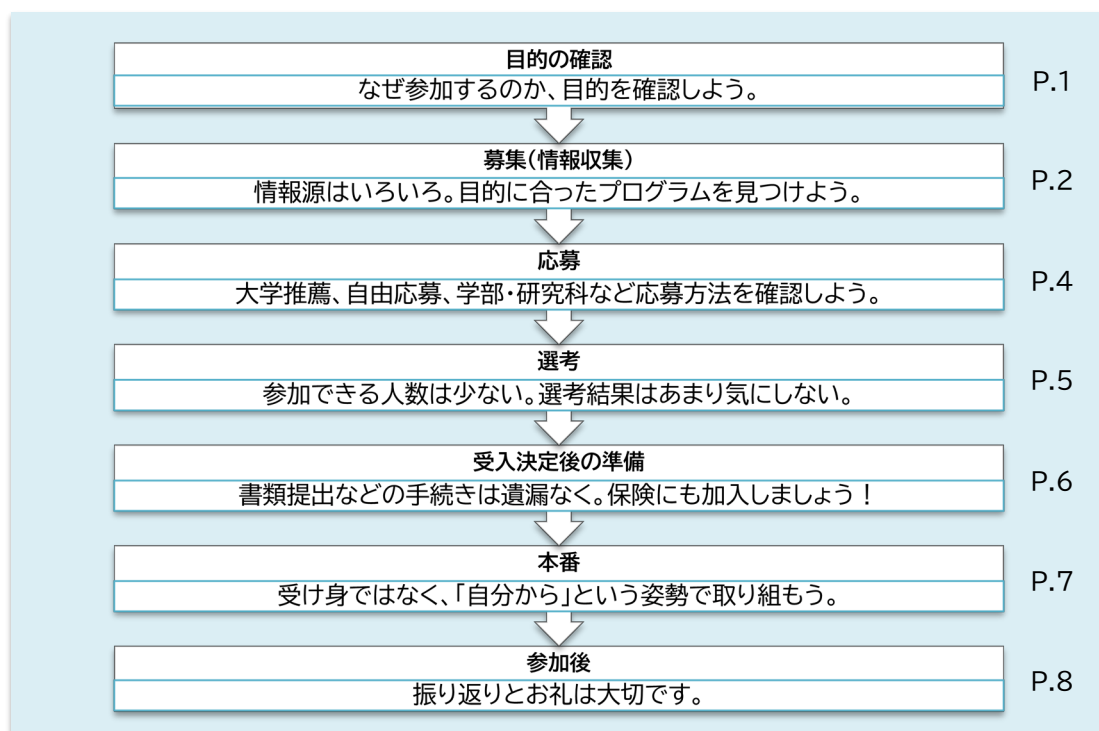 目的の確認
なぜ参加するのか、目的を確認しよう。
P.1
募集(情報収集)
情報源はいろいろ。目的に合ったプログラムを見つけよう。
P.2
応募
大学推薦、自由応募、学部・研究科など応募方法を確認しよう。
P.4
選考
参加できる人数は少ない。選考結果はあまり気にしない。
P.5
受入決定後の準備
書類提出などの手続きは遺漏なく。保険にも加入しましょう!
P.6
本番
受け身ではなく、「自分から」という姿勢で取り組もう。
P.7
参加後
振り返りとお礼は大切です。
P.8